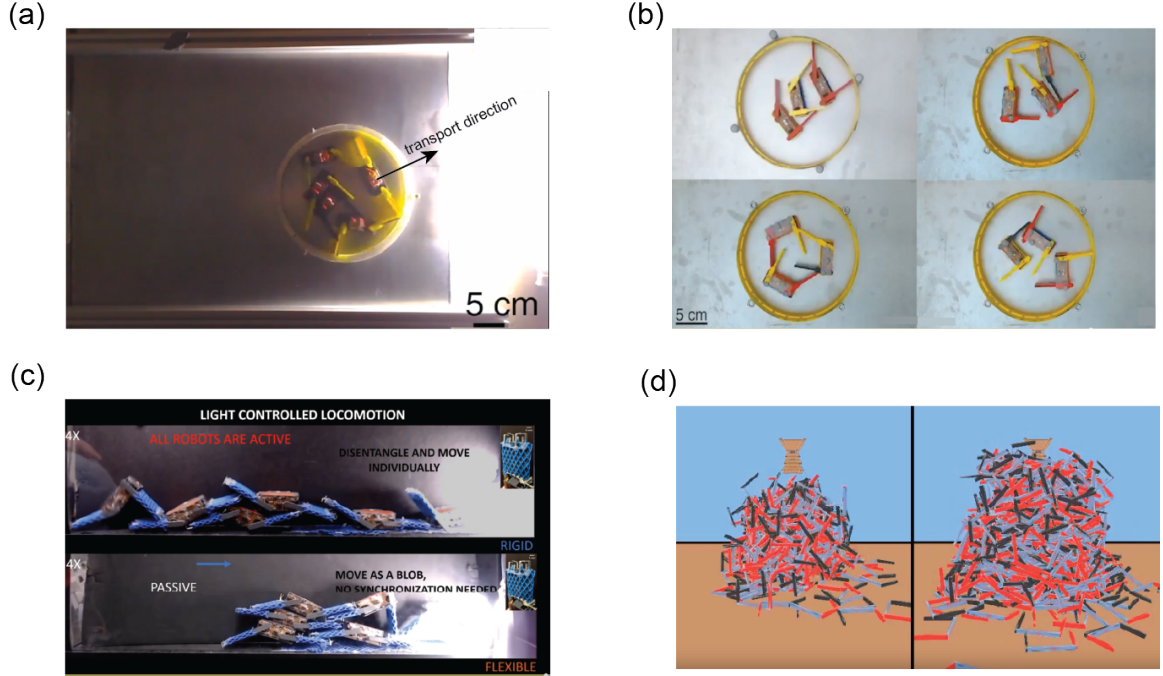 (a)
transport direction
5 cm
(b)
5 cm
(c)
LIGHT CONTROLLED LOCOMOTION
4X
ALL ROBOTS ARE ACTIVE
DISENTANGLE AND MOVE
INDIVIDUALLY
RIGID
4X
PASSIVE
MOVE AS A BLOB,
NO SYNCHRONIZATION NEEDED
FLEXIBLE
(d)